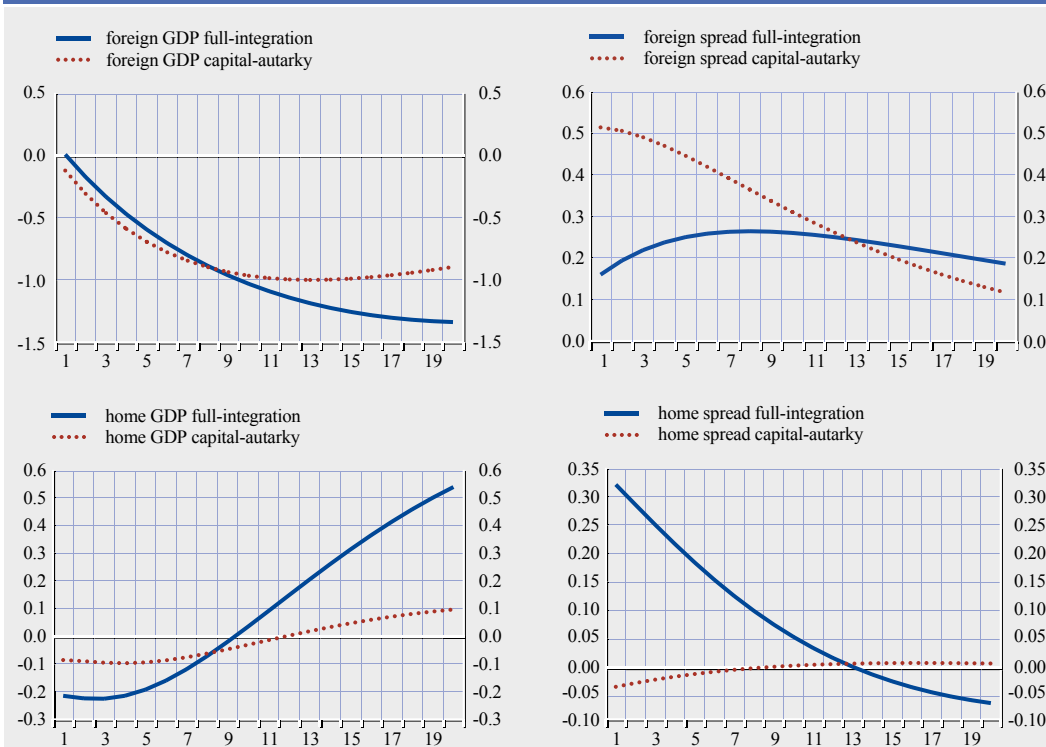 foreign GDP full-integration
foreign GDP capital-autarky
0.5 0.5
0.0 0.0
-0.5 -0.5
-1.0 -1.0
-1.5 -1.5
1 3 5 7 9 11 13 15 17 19
foreign spread full-integration
foreign spread capital-autarky
0.6 0.6
0.5 0.5
0.4 0.4
0.3 0.3
0.2 0.2
0.1 0.1
0.0 0.0
1 3 5 7 9 11 13 15 17 19
home GDP full-integration
home GDP capital-autarky
0.6 0.6
0.5 0.5
0.4 0.4
0.3 0.3
0.2 0.2
0.1 0.1
0.0 0.0
-0.1 -0.1
-0.2 -0.2
-0.3 -0.3
1 3 5 7 9 11 13 15 17 19
home spread full-integration
home spread capital-autarky
0.35 0.35
0.30 0.30
0.25 0.25
0.20 0.20
0.15 0.15
0.10 0.10
0.05 0.05
0.00 0.00
-0.05 -0.05
-0.10 -0.10
1 3 5 7 9 11 13 15 17 19